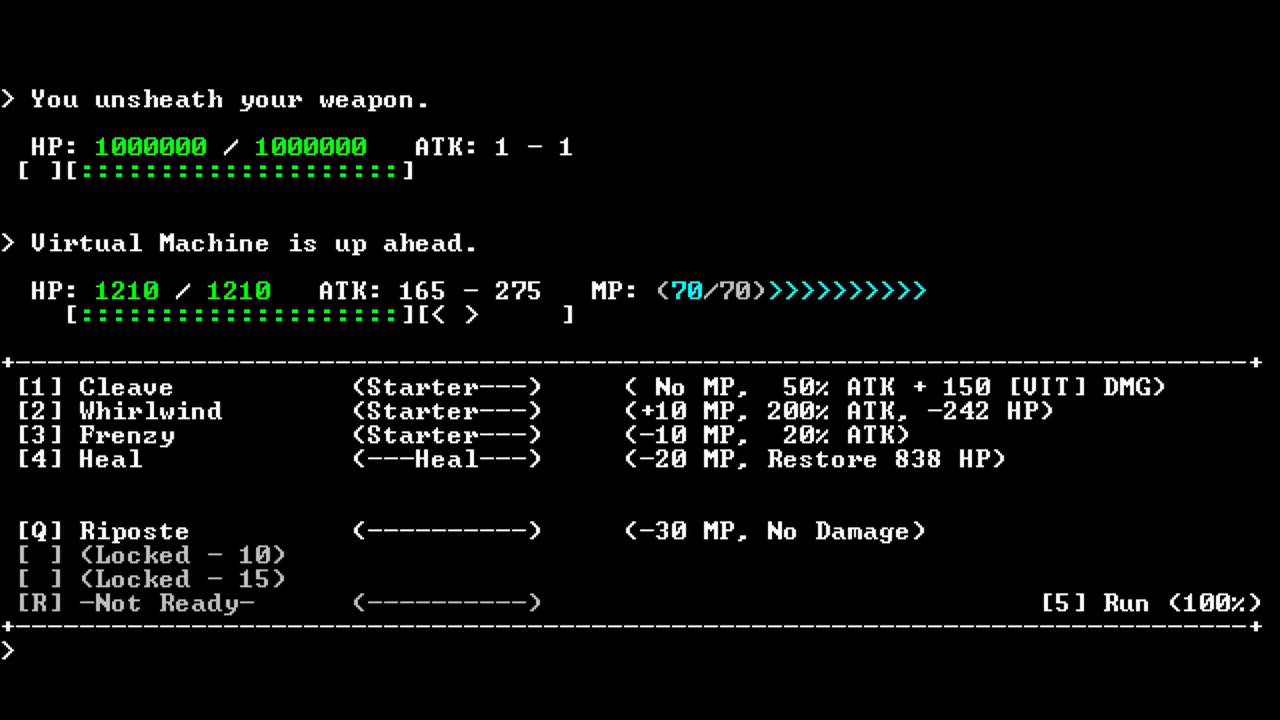 > You unsheath your weapon.
HP: 1000000 / 1000000   ATK: 1 - 1
[ ][::::::::::::::::::::]
> Virtual Machine is up ahead.
HP: 1210 / 1210   ATK: 165 - 275   MP: (70/70)>>>>>>>>>>
[::::::::::::::::::::][< >     ]
+-----------------------------------------------------------------------------+
[1] Cleave           (Starter---)     ( No MP,  50% ATK + 150 [VIT] DMG)
[2] Whirlwind        (Starter---)     (+10 MP, 200% ATK, -242 HP)
[3] Frenzy           (Starter---)     (-10 MP,  20% ATK)
[4] Heal             (---Heal---)     (-20 MP, Restore 838 HP)
[Q] Riposte          (----------)     (-30 MP, No Damage)
[ ] (Locked - 10)
[ ] (Locked - 15)
[R] -Not Ready-      (----------)                               [5] Run (100%)
+-----------------------------------------------------------------------------+
>